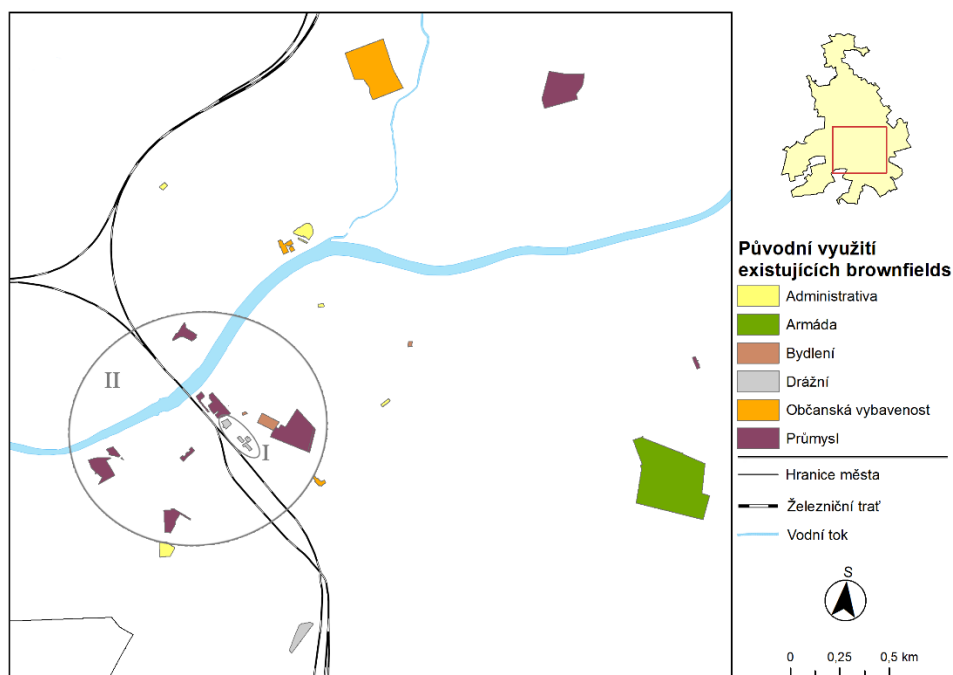 II
I
Původní využití
existujících brownfields
Administrativa
Armáda
Bydlení
Drážní
Občanská vybavenost
Průmysl
Hranice města
Železniční trať
Vodní tok
S
0 0,25 0,5 km